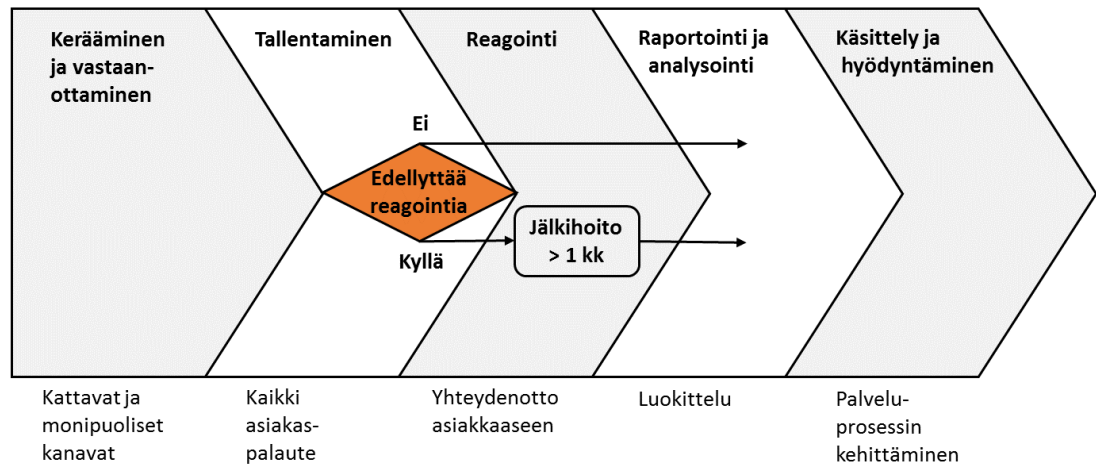 Kerääminen
ja vastaan-
ottaminen
Tallentaminen
Reagointi
Raportointi ja
analysointi
Käsittely ja
hyödyntäminen
Ei
Edellyttää
reagointia
Kyllä
Jälkihoito
> 1 kk
Kattavat ja
monipuoliset
kanavat
Kaikki
asiakas-
palaute
Yhteydenotto
asiakkaaseen
Luokittelu
Palvelu-
prosessin
kehittäminen